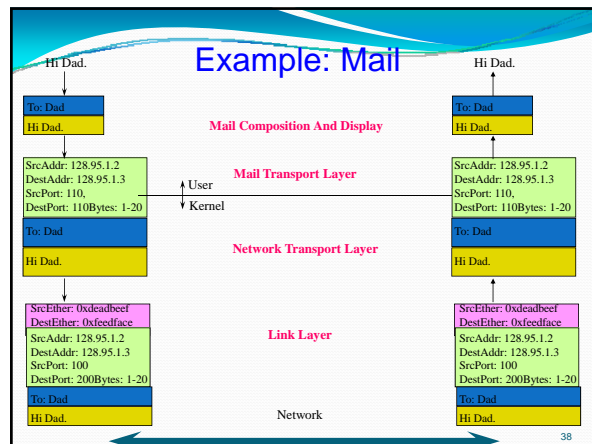 Example: Mail
Hi Dad.
Hi Dad.
To: Dad
Hi Dad.
To: Dad
Hi Dad.
Mail Composition And Display
Mail Transport Layer
SrcAddr: 128.95.1.2
DestAddr: 128.95.1.3
SrcPort: 110,
DestPort: 110Bytes: 1-20
To: Dad
Hi Dad.
User
Kernel
SrcAddr: 128.95.1.2
DestAddr: 128.95.1.3
SrcPort: 110,
DestPort: 110Bytes: 1-20
To: Dad
Hi Dad.
Network Transport Layer
SrcEther: 0xdeadbeef
DestEther: 0xfeedface
SrcAddr: 128.95.1.2
DestAddr: 128.95.1.3
SrcPort: 100
DestPort: 200Bytes: 1-20
To: Dad
Hi Dad.
Link Layer
SrcEther: 0xdeadbeef
DestEther: 0xfeedface
SrcAddr: 128.95.1.2
DestAddr: 128.95.1.3
SrcPort: 100
DestPort: 200Bytes: 1-20
To: Dad
Hi Dad.
Network
38